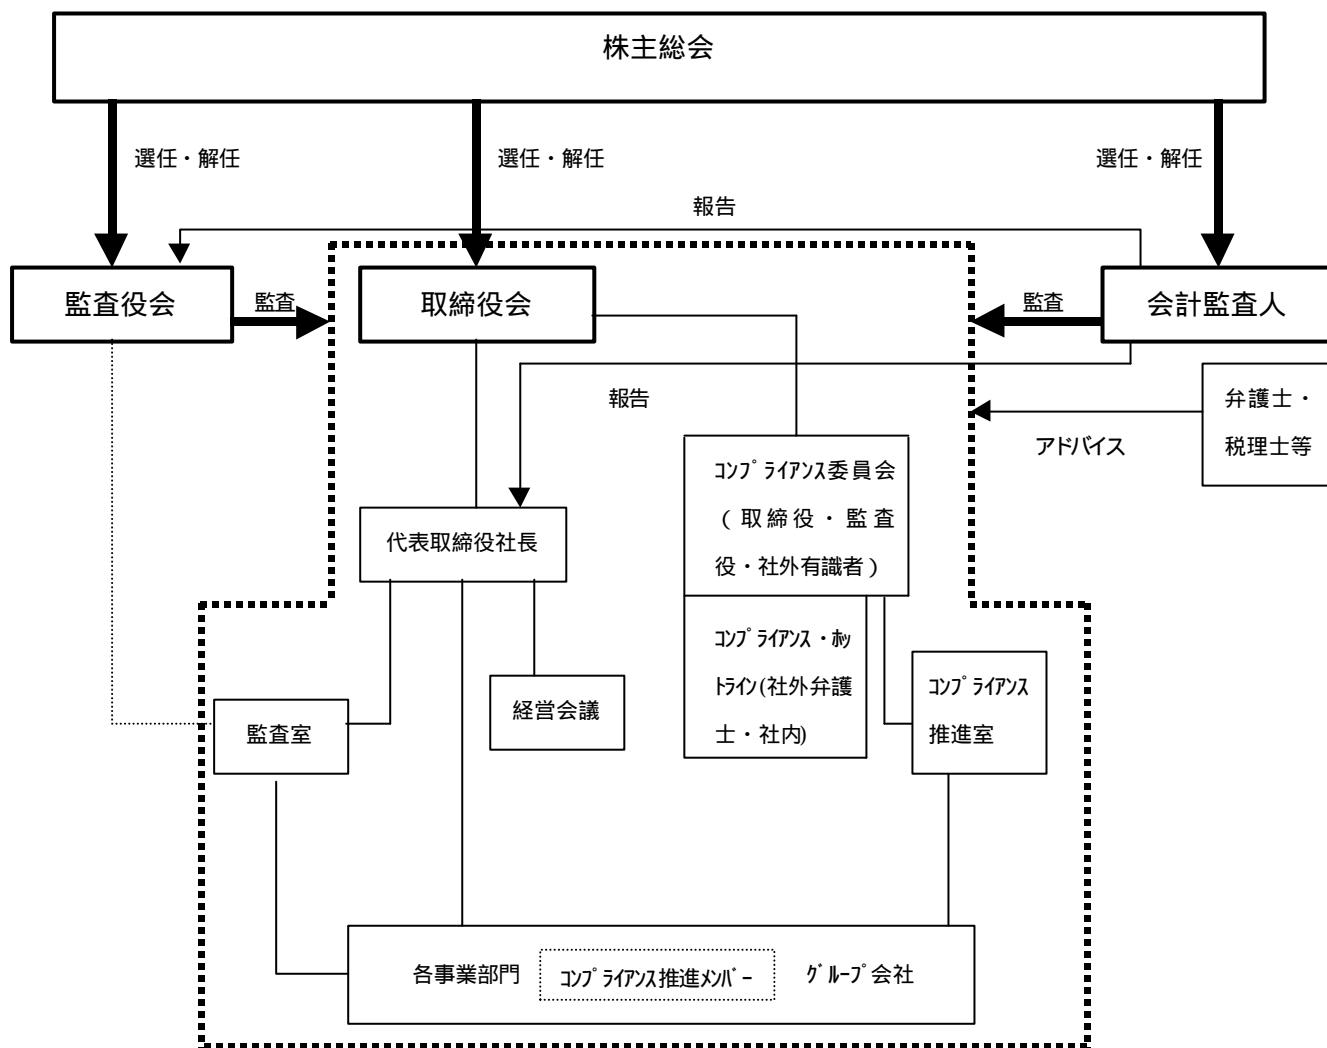 株主総会
選任・解任
選任・解任
選任・解任
報告
監査役会
監査
取締役会
監査
会計監査人
報告
アドバイス
弁護士・
税理士等
コンプライアンス委員会
(取締役・監査
役・社外有識者)
代表取締役社長
コンプライアンス・ホッ
トライン(社外弁護
士・社内)
コンプライアンス
推進室
経営会議
監査室
各事業部門
コンプライアンス推進メンバー
グループ会社